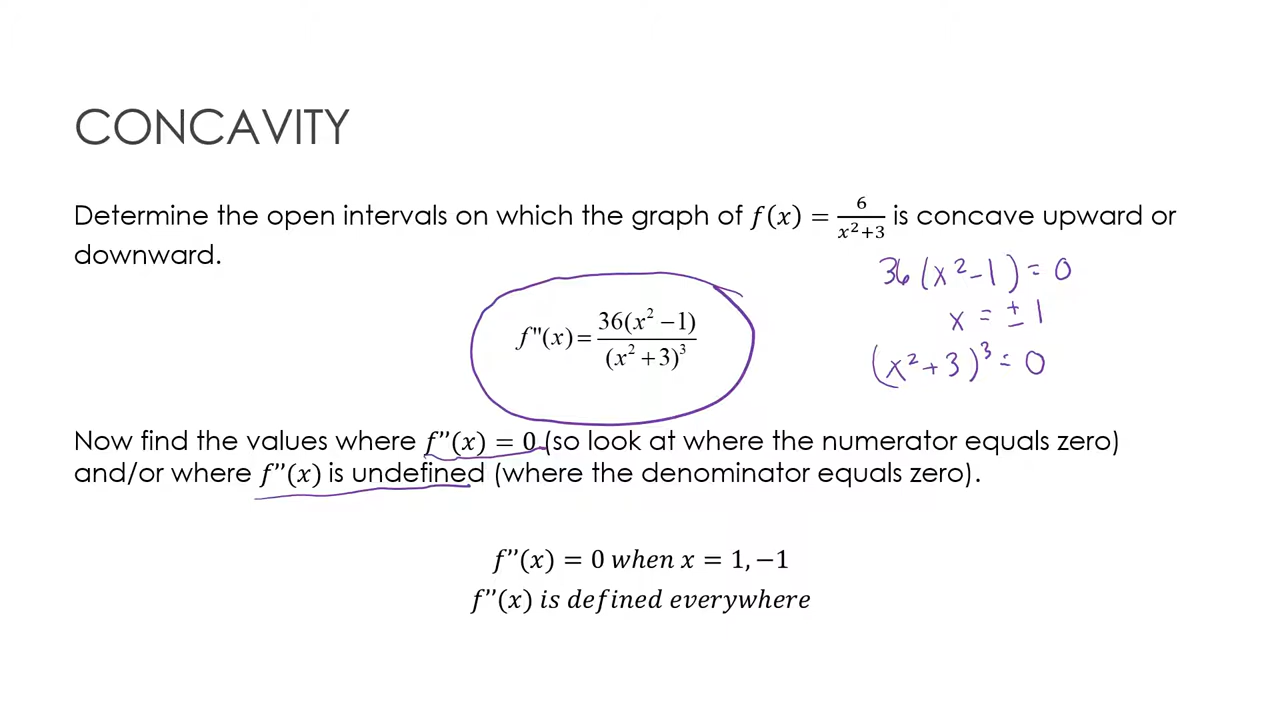 CONCAVITY
Determine the open intervals on which the graph of f(x) = 6/(x²+3) is concave upward or
downward.
36(x²-1) = 0
x = ± 1
f"(x) = 36(x² − 1)/(x² + 3)³
(x²+3)³ = 0
Now find the values where f''(x) = 0 (so look at where the numerator equals zero)
and/or where f''(x) is undefined (where the denominator equals zero).
f''(x) = 0 when x = 1, −1
f''(x) is defined everywhere